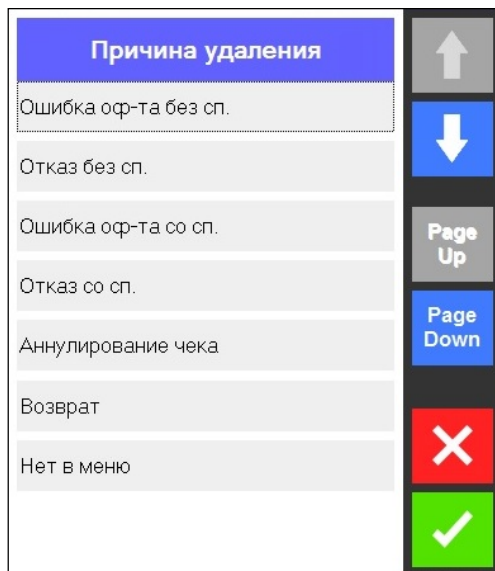 Причина удаления
Ошибка оф-та без сп.
Отказ без сп.
Ошибка оф-та со сп.
Отказ со сп.
Аннулирование чека
Возврат
Нет в меню
Page
Up
Page
Down